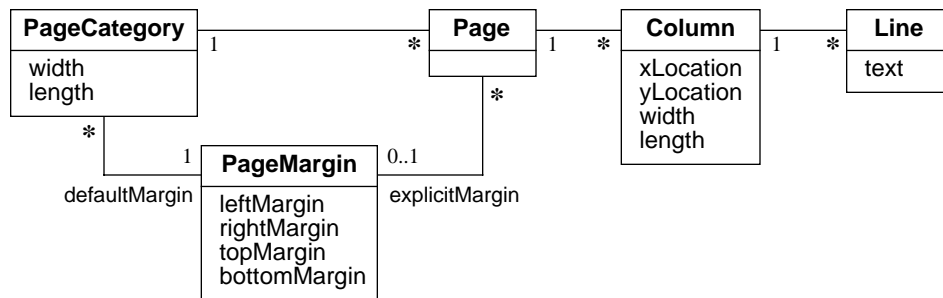 PageCategory
width
length
1
*
Page
1
*
Column
xLocation
yLocation
width
length
1
*
Line
text
*
1
defaultMargin
PageMargin
leftMargin
rightMargin
topMargin
bottomMargin
0..1
explicitMargin
*